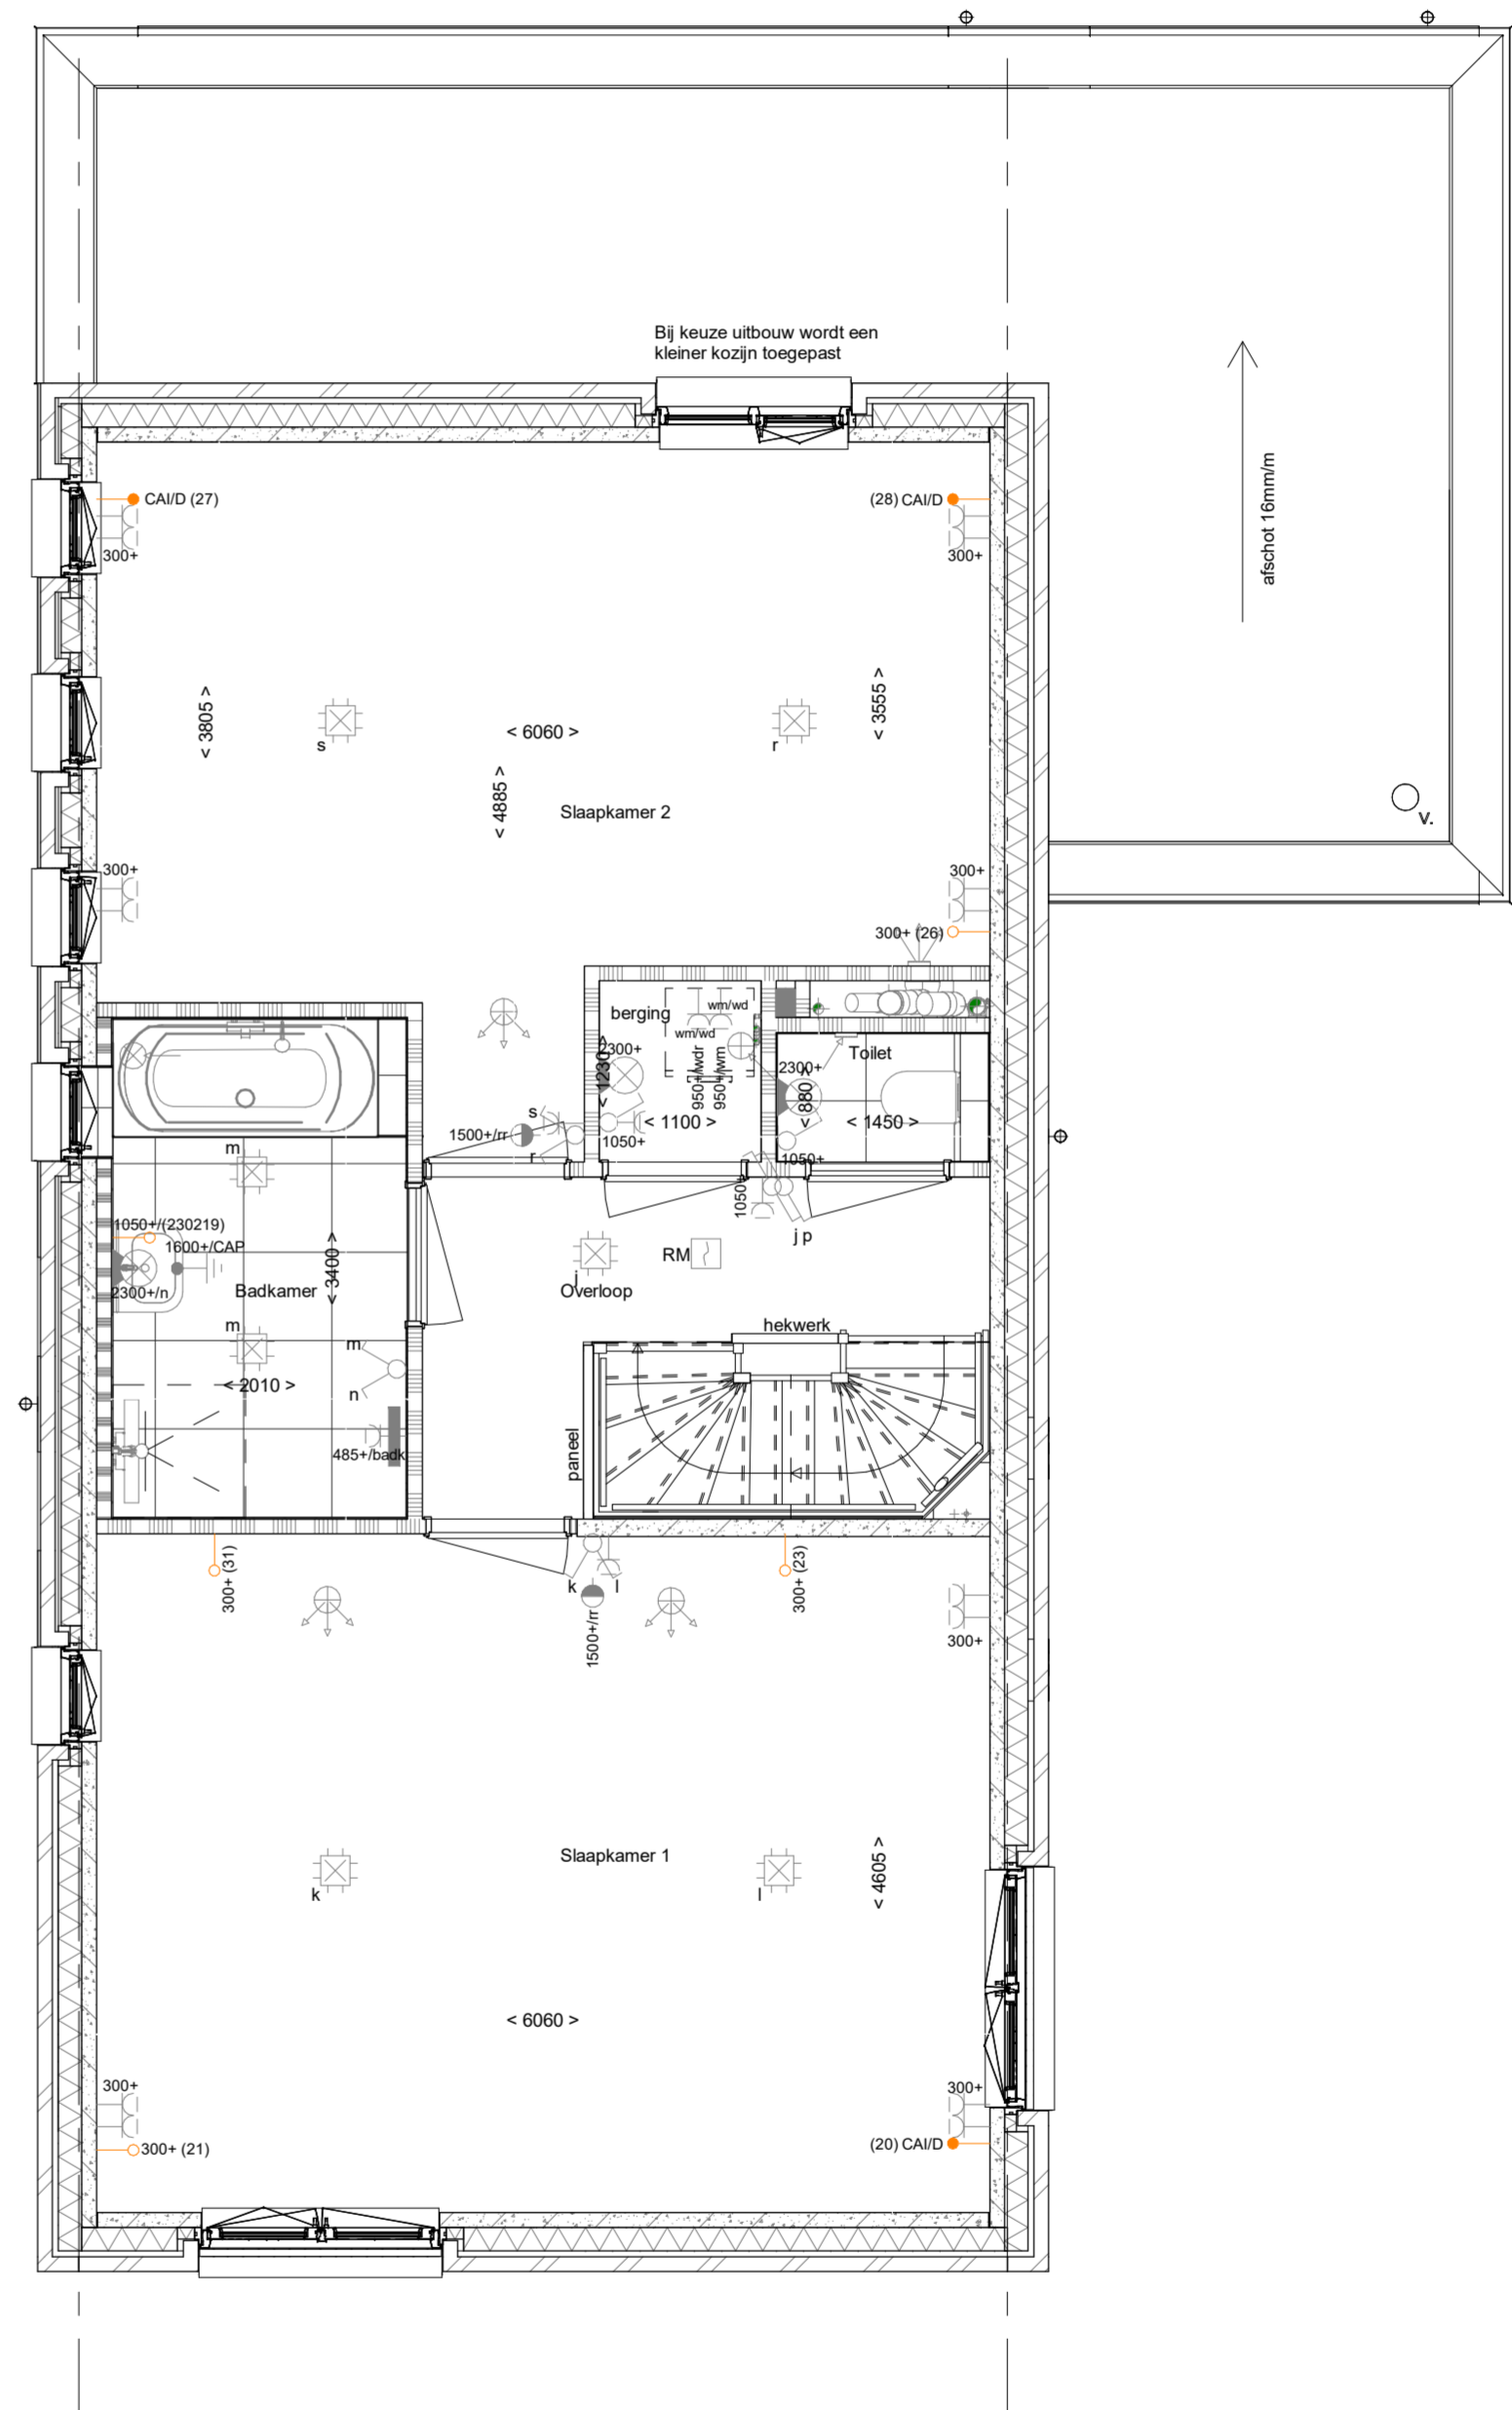 Bij keuze uitbouw wordt een
kleiner kozijn toegepast
CAI/D (27)
(28) CAI/D
300+
300+
afschot 16mm/m
< 3805 >
< 3555 >
s
< 6060 >
r
< 4885 >
Slaapkamer 2
v.
300+
300+
300+ (26)
berging
wm/wd
wm/wd
2300+
< 1230 >
950+/wdr
950+/wm
Toilet
2300+
< 880 >
s
1500+/rr
r
< 1100 >
1050+
< 1450 >
1050+
m
1050+
1050+/(230219)
1600+/CAP
2300+/n
Badkamer
< 3400 >
j p
RM
j
Overloop
hekwerk
m
m
n
< 2010 >
485+/badk
paneel
300+ (31)
k
l
1500+/rr
300+ (23)
300+
Slaapkamer 1
k
l
< 4605 >
< 6060 >
300+
300+
300+ (21)
(20) CAI/D